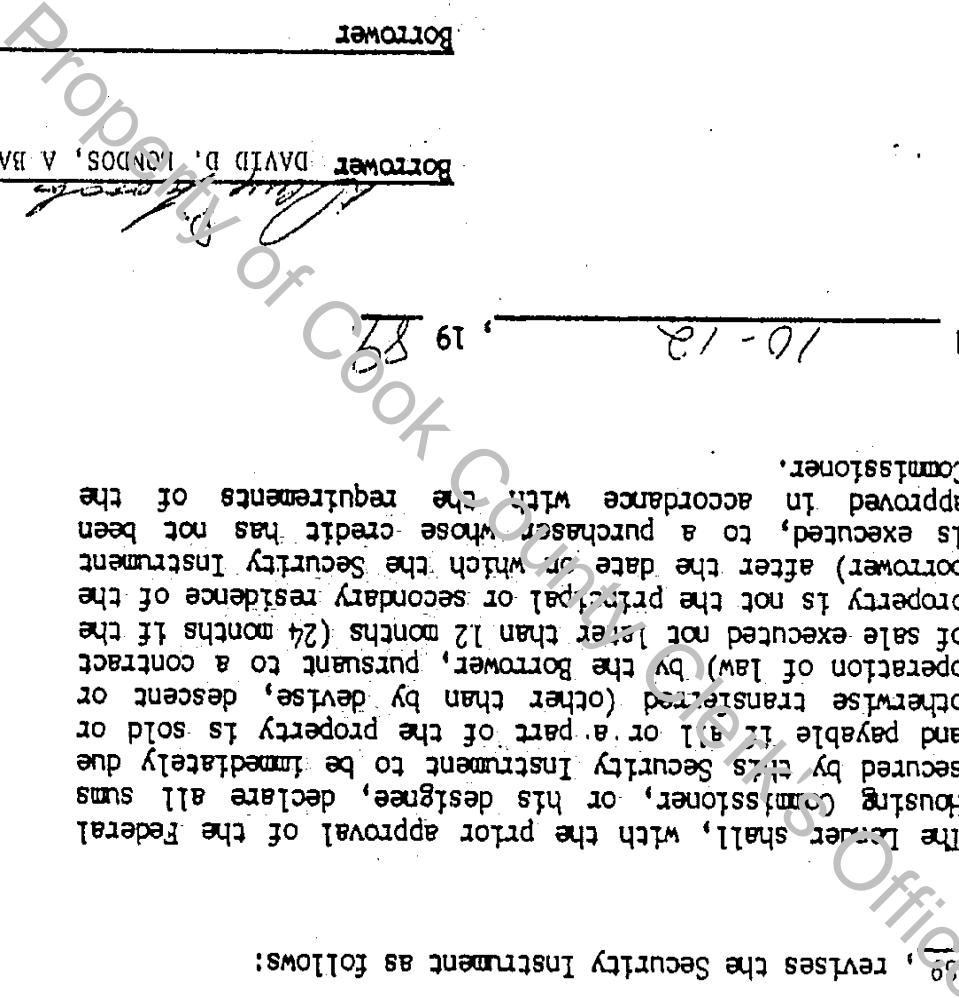 , revises the Security Instrument as follows:
The Lender shall, with the prior approval of the Federal
Housing Commissioner, or his designee, declare all sums
secured by this Security Instrument to be immediately due
and payable if all or a part of the property is sold or
otherwise transferred (other than by devise, descent or
operation of law) by the Borrower, pursuant to a contract
of sale executed not later than 12 months (24 months if the
property is not the principal or secondary residence of the
borrower) after the date on which the Security Instrument
is executed, to a purchaser whose credit has not been
approved in accordance with the requirements of the
Commissioner.
10-12, 1989.
Borrower DAVID D. LONDOS, A BA
Borrower
Property of Cook County Clerk's Office